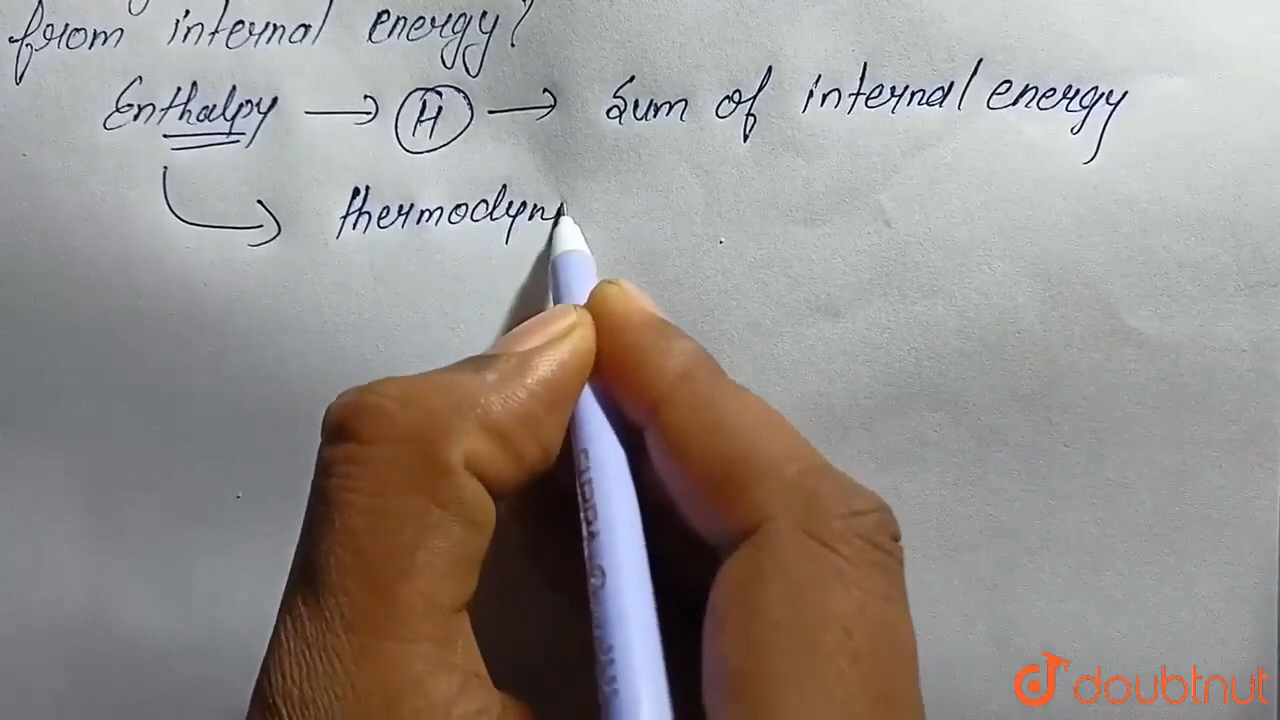 from internal energy?
Enthalpy → H → Sum of internal energy
thermodyn
doubtnut